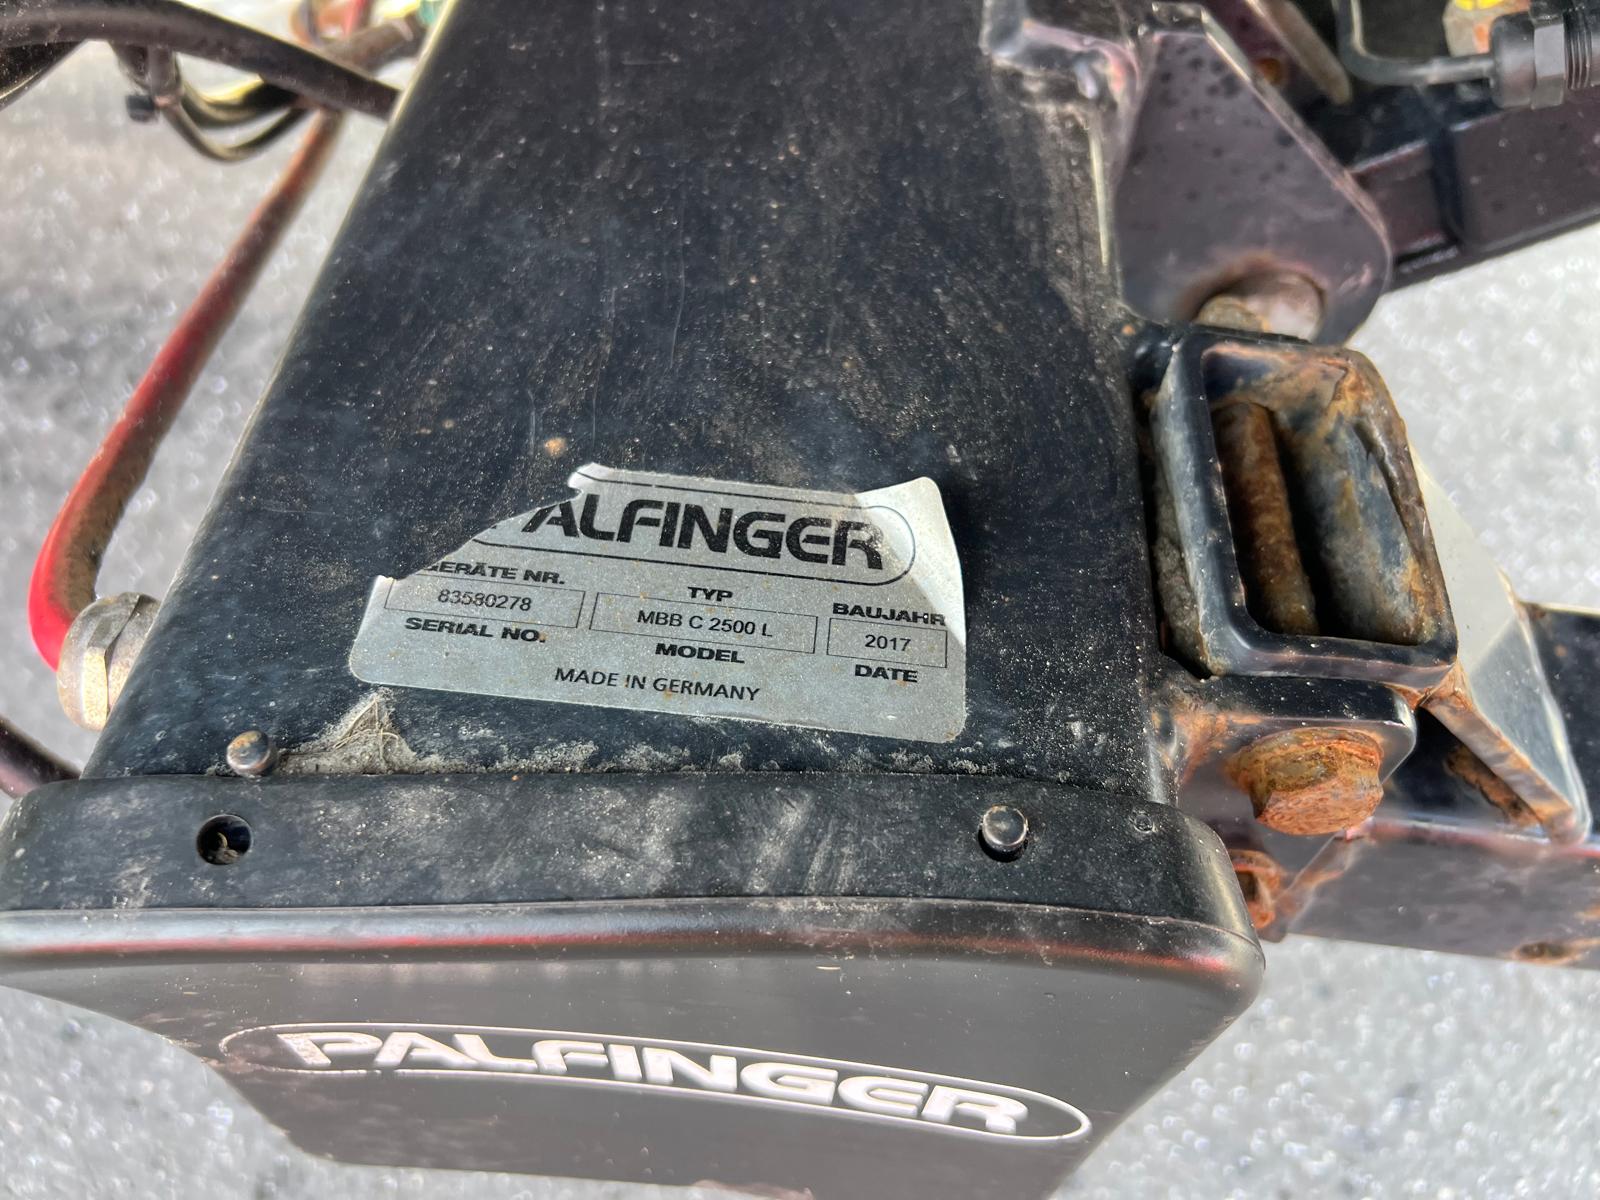 PALFINGER
GERÄTE NR. TYP BAUJAHR
83580278 MBB C 2500 L 2017
SERIAL NO. MODEL DATE
MADE IN GERMANY
PALFINGER